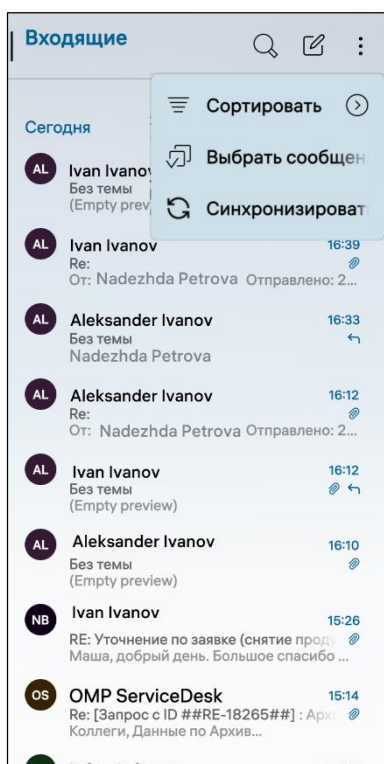 Входящие
Сортировать
Сегодня
Выбрать сообщен
AL
Ivan Ivanov
Без темы
(Empty prev
Синхронизироват
AL
Ivan Ivanov
16:39
Re:
От: Nadezhda Petrova Отправлено: 2...
AL
Aleksander Ivanov
16:33
Без темы
Nadezhda Petrova
AL
Aleksander Ivanov
16:12
Re:
От: Nadezhda Petrova Отправлено: 2...
AL
Ivan Ivanov
16:12
Без темы
(Empty preview)
AL
Aleksander Ivanov
16:10
Без темы
(Empty preview)
NB
Ivan Ivanov
15:26
RE: Уточнение по заявке (снятие проду
Маша, добрый день. Большое спасибо ...
OS
OMP ServiceDesk
15:14
Re: [Запрос с ID ##RE-18265##] : Архи
Коллеги, Данные по Архив...